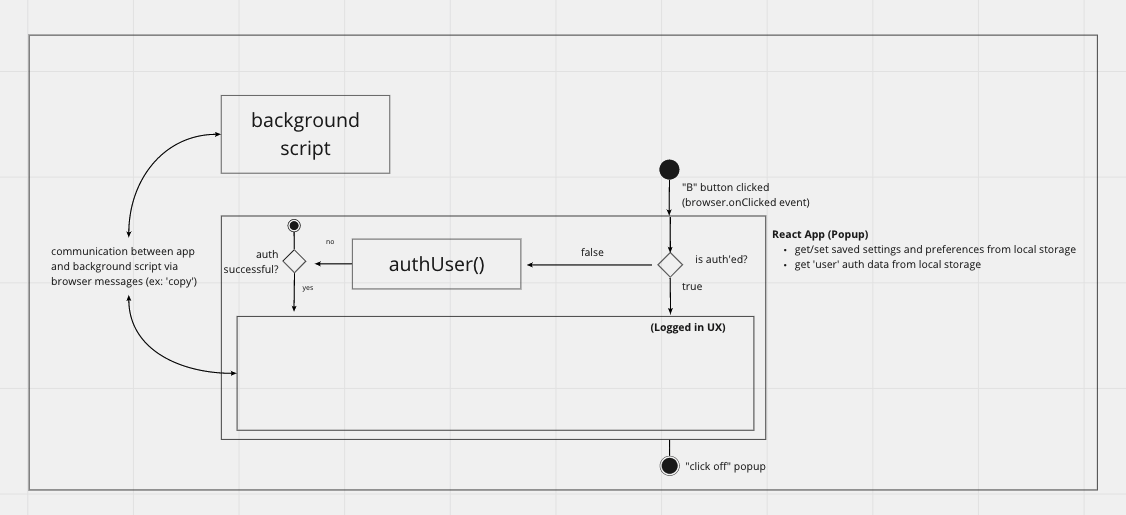 background
script
"B" button clicked
(browser.onClicked event)
React App (Popup)
get/set saved settings and preferences from local storage
get 'user' auth data from local storage
communication between app
and background script via
browser messages (ex: 'copy')
auth
successful?
no
yes
authUser()
false
is auth'ed?
true
(Logged in UX)
"click off" popup